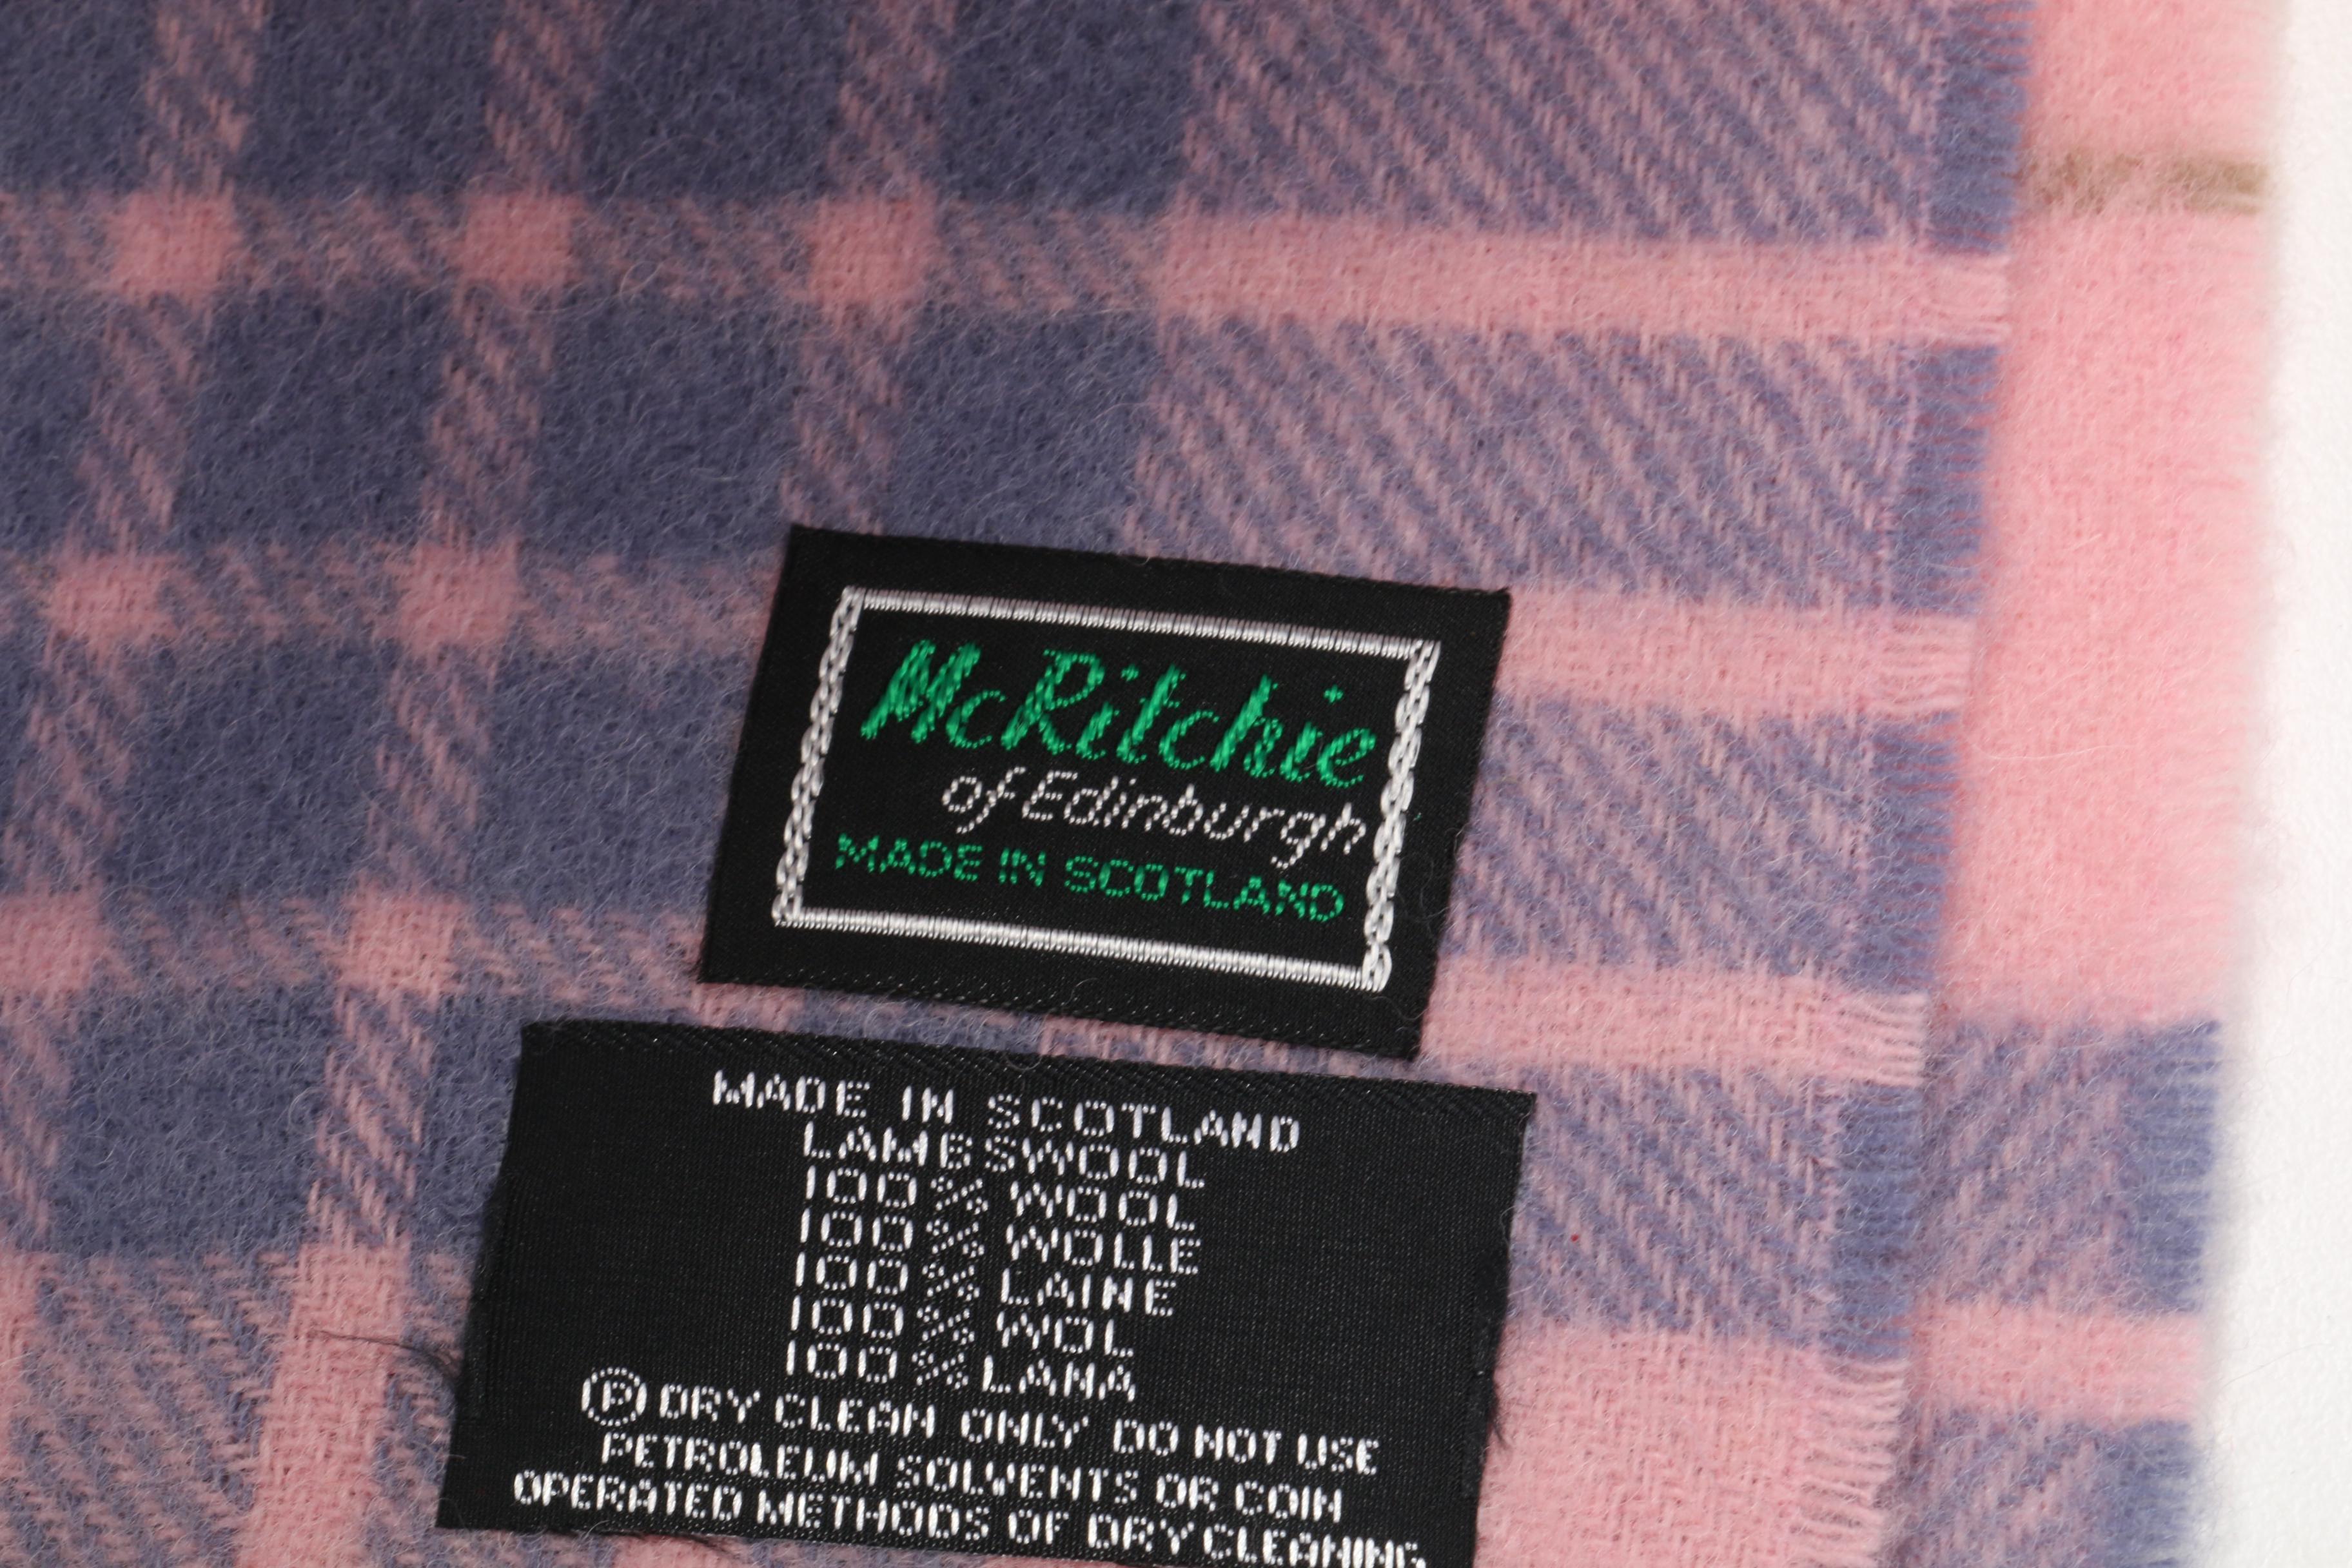 McRitchie
of Edinburgh
MADE IN SCOTLAND
MADE IN SCOTLAND
LAMBSWOOL
100% WOOL
100% WOLLE
100% LAINE
100% WOL
100% LANA
Ⓟ DRY CLEAN ONLY DO NOT USE
PETROLEUM SOLVENTS OR COIN
OPERATED METHODS OF DRYCLEANING